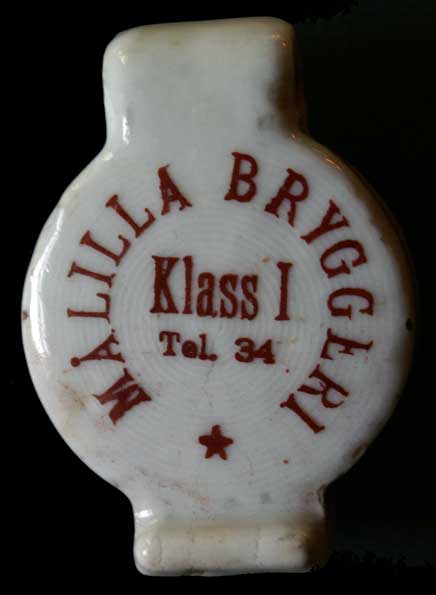 MÅLILLA BRYGGERI
Klass I
Tel. 34